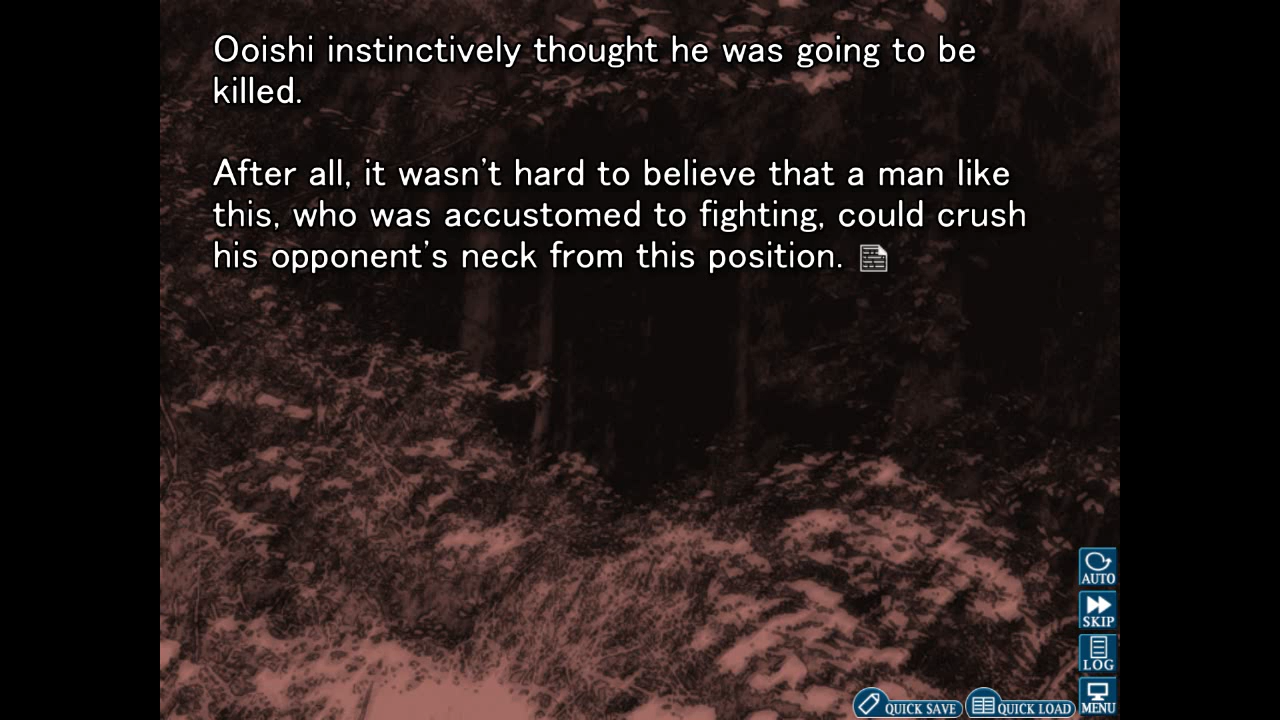 Ooishi instinctively thought he was going to be
killed.
After all, it wasn't hard to believe that a man like
this, who was accustomed to fighting, could crush
his opponent's neck from this position.
AUTO
SKIP
LOG
MENU
QUICK SAVE
QUICK LOAD